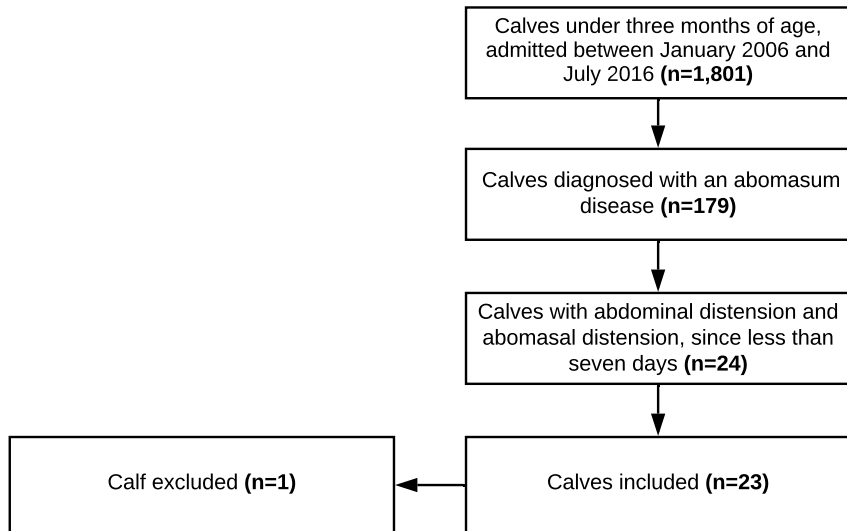 Calves under three months of age,
admitted between January 2006 and
July 2016 (n=1,801)
Calves diagnosed with an abomasum
disease (n=179)
Calves with abdominal distension and
abomasal distension, since less than
seven days (n=24)
Calf excluded (n=1)
Calves included (n=23)